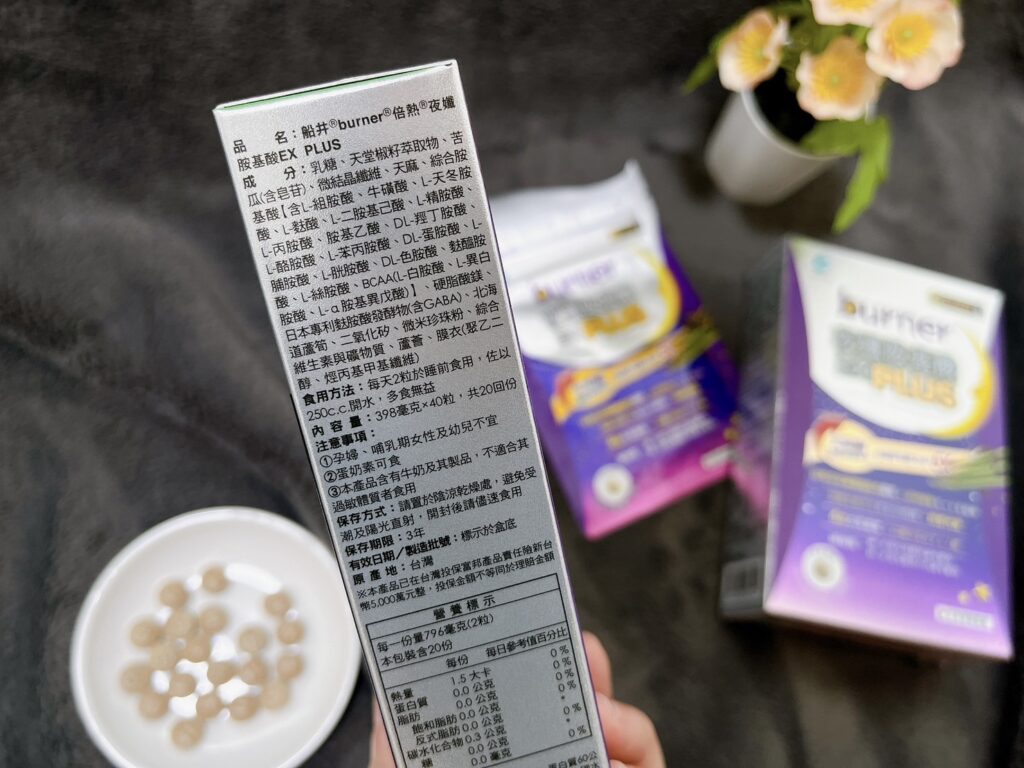 品　　名：船井®burner®倍熱®夜孅
胺基酸EX PLUS
成　　分：乳糖、天堂椒籽萃取物、苦
瓜(含皂苷)、微結晶纖維、天麻、綜合胺
基酸【含L-組胺酸、牛磺酸、L-天冬胺
酸、L-麩酸、L-二胺基己酸、L-精胺酸、
L-丙胺酸、胺基乙酸、DL-羥丁胺酸、
L-酪胺酸、L-苯丙胺酸、DL-蛋胺酸、L-
脯胺酸、L-胱胺酸、DL-色胺酸、麩醯胺
酸、L-絲胺酸、BCAA(L-白胺酸、L-異白
胺酸、L-α胺基異戊酸)】、硬脂酸鎂、
日本專利麩胺酸發酵物(含GABA)、北海
道蘆筍、二氧化矽、微米珍珠粉、綜合
維生素與礦物質、蘆薈、膜衣(聚乙二
醇、羥丙基甲基纖維)
食用方法：每天2粒於睡前食用，佐以
250c.c.開水，多食無益
內 容 量：398毫克×40粒，共20回份
注意事項：
①孕婦、哺乳期女性及幼兒不宜
②蛋奶素可食
③本產品含有牛奶及其製品，不適合其
過敏體質者食用
保存方式：請置於陰涼乾燥處，避免受
潮及陽光直射，開封後請儘速食用
保存期限：3年
有效日期/製造批號：標示於盒底
原 產 地：台灣
※本產品已在台灣投保富邦產品責任險新台
幣5,000萬元整，投保金額不等同於理賠金額
營養標示
每一份量796毫克(2粒)
本包裝含20份
每份 每日參考值百分比
熱量 1.5 大卡 0 %
蛋白質 0.0 公克 0 %
脂肪 0.0 公克 0 %
飽和脂肪 0.0 公克 0 %
反式脂肪 0.0 公克 *
碳水化合物 0.3 公克 0 %
糖 0.0 公克 *
0.0 毫克 0 %
蛋白質60公
burner
PLUS
burner
PLUS